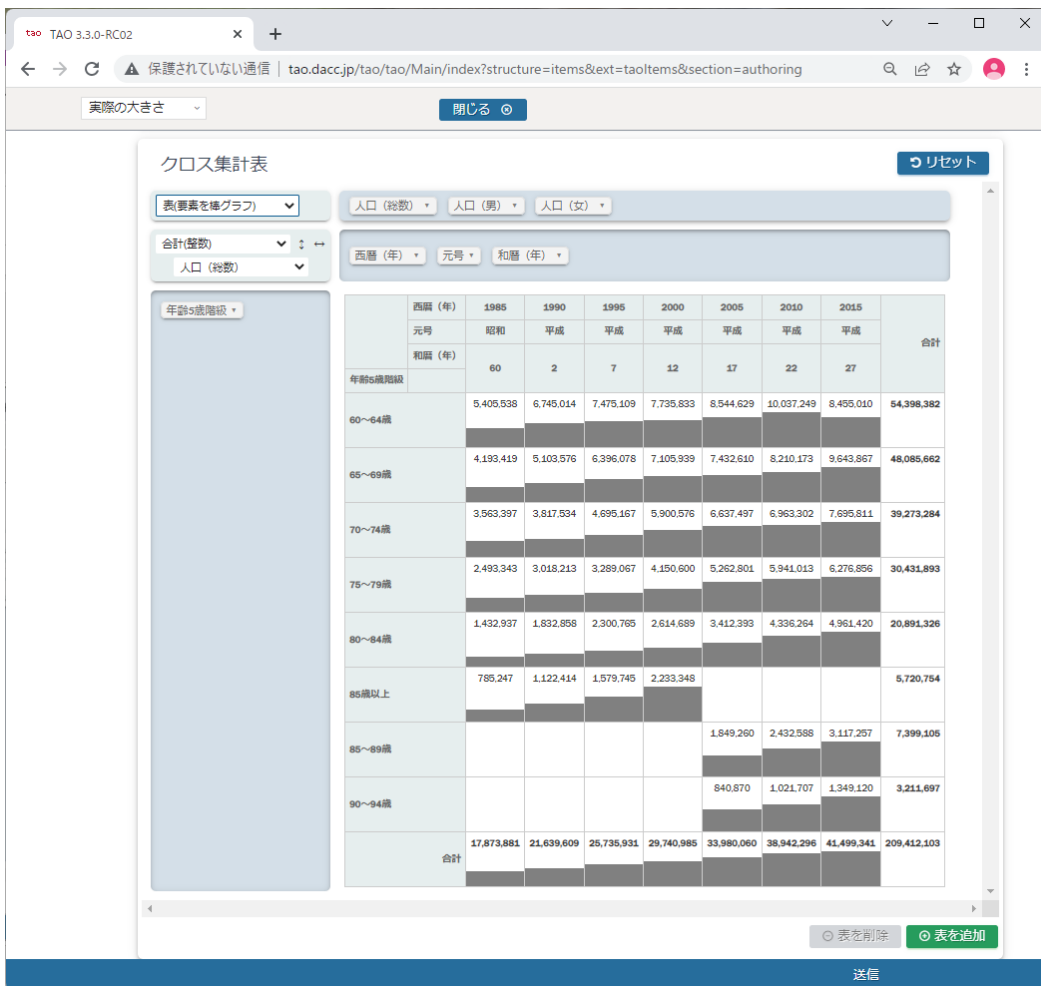 tao TAO 3.3.0-RC02
保護されていない通信 | tao.dacc.jp/tao/tao/Main/index?structure=items&ext=taoItems&section=authoring
実際の大きさ 閉じる
クロス集計表 リセット
表(要素を棒グラフ) 人口（総数） 人口（男） 人口（女）
合計(整数) ↕ ↔
人口（総数）
西暦（年） 元号 和暦（年）
年齢5歳階級
西暦（年） 1985 1990 1995 2000 2005 2010 2015 合計
元号 昭和 平成 平成 平成 平成 平成 平成
和暦（年） 60 2 7 12 17 22 27
年齢5歳階級
60～64歳 5,405,538 6,745,014 7,475,109 7,735,833 8,544,629 10,037,249 8,455,010 54,398,382
65～69歳 4,193,419 5,103,576 6,396,078 7,105,939 7,432,610 8,210,173 9,643,867 48,085,662
70～74歳 3,563,397 3,817,534 4,695,167 5,900,576 6,637,497 6,963,302 7,695,811 39,273,284
75～79歳 2,493,343 3,018,213 3,289,067 4,150,600 5,262,801 5,941,013 6,276,856 30,431,893
80～84歳 1,432,937 1,832,858 2,300,765 2,614,689 3,412,393 4,336,264 4,961,420 20,891,326
85歳以上 785,247 1,122,414 1,579,745 2,233,348 5,720,754
85～89歳 1,849,260 2,432,588 3,117,257 7,399,105
90～94歳 840,870 1,021,707 1,349,120 3,211,697
合計 17,873,881 21,639,609 25,735,931 29,740,985 33,980,060 38,942,296 41,499,341 209,412,103
表を削除 表を追加
送信